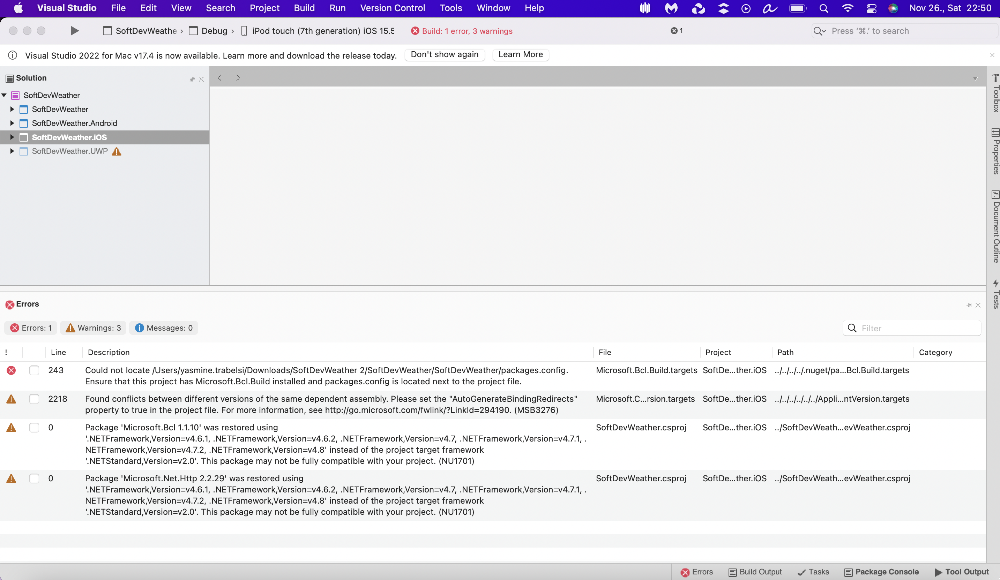 Visual Studio File Edit View Search Project Build Run Version Control Tools Window Help Nov 26., Sat 22:50
SoftDevWeathe › Debug › iPod touch (7th generation) iOS 15.5 Build: 1 error, 3 warnings 1 Press ‘⌘.’ to search
Visual Studio 2022 for Mac v17.4 is now available. Learn more and download the release today. Don't show again Learn More
Solution
SoftDevWeather
SoftDevWeather
SoftDevWeather.Android
SoftDevWeather.iOS
SoftDevWeather.UWP
Toolbox
Properties
Document Outline
Tests
Errors
Errors: 1 Warnings: 3 Messages: 0 Filter
! Line Description File Project Path Category
243 Could not locate /Users/yasmine.trabelsi/Downloads/SoftDevWeather 2/SoftDevWeather/SoftDevWeather/packages.config. Microsoft.Bcl.Build.targets SoftDe...ther.iOS ../../../../.nuget/pa...Bcl.Build.targets
Ensure that this project has Microsoft.Bcl.Build installed and packages.config is located next to the project file.
2218 Found conflicts between different versions of the same dependent assembly. Please set the "AutoGenerateBindingRedirects" Microsoft.C...rsion.targets SoftDe...ther.iOS ../../../../../../Appli...ntVersion.targets
property to true in the project file. For more information, see http://go.microsoft.com/fwlink/?LinkId=294190. (MSB3276)
0 Package 'Microsoft.Bcl 1.1.10' was restored using SoftDevWeather.csproj SoftDe...ther.iOS ../SoftDevWeath...evWeather.csproj
'.NETFramework,Version=v4.6.1, .NETFramework,Version=v4.6.2, .NETFramework,Version=v4.7, .NETFramework,Version=v4.7.1, .
NETFramework,Version=v4.7.2, .NETFramework,Version=v4.8' instead of the project target framework
'.NETStandard,Version=v2.0'. This package may not be fully compatible with your project. (NU1701)
0 Package 'Microsoft.Net.Http 2.2.29' was restored using SoftDevWeather.csproj SoftDe...ther.iOS ../SoftDevWeath...evWeather.csproj
'.NETFramework,Version=v4.6.1, .NETFramework,Version=v4.6.2, .NETFramework,Version=v4.7, .NETFramework,Version=v4.7.1, .
NETFramework,Version=v4.7.2, .NETFramework,Version=v4.8' instead of the project target framework
'.NETStandard,Version=v2.0'. This package may not be fully compatible with your project. (NU1701)
Errors Build Output Tasks Package Console Tool Output